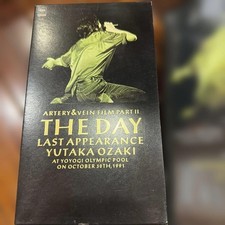 ARTERY&VEIN FILM PART II
THE DAY
LAST APPEARANCE
YUTAKA OZAKI
AT YOYOGI OLYMPIC POOL
ON OCTOBER 30TH, 1991